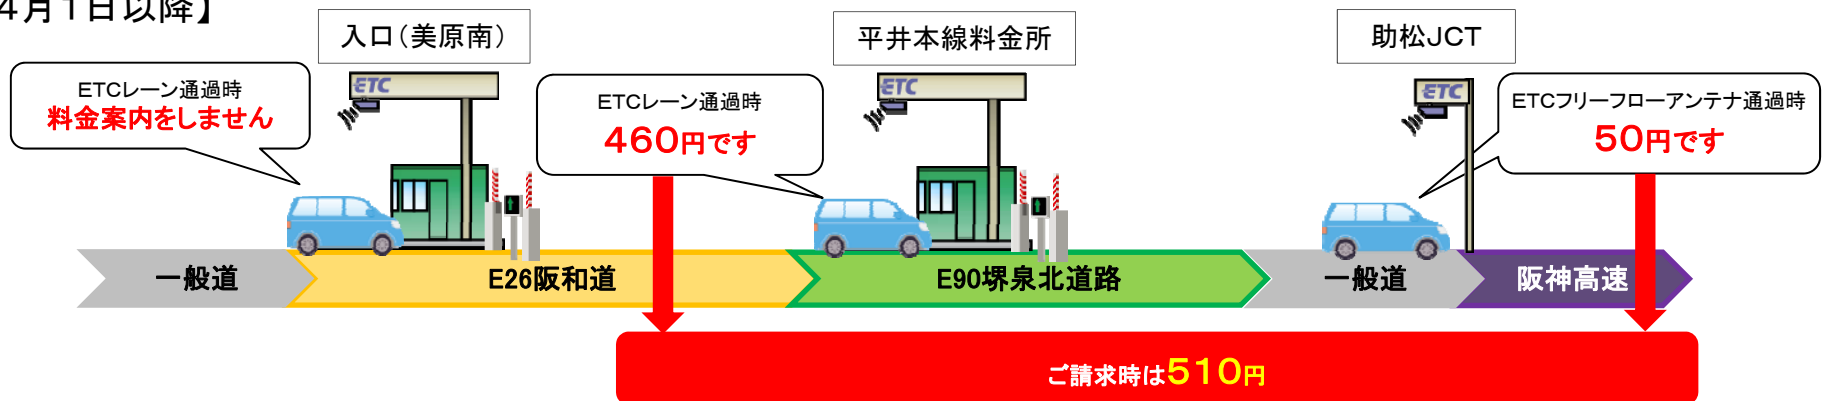 4月1日以降】
入口（美原南）
平井本線料金所
助松JCT
ETCレーン通過時
料金案内をしません
ETC
ETCレーン通過時
460円です
ETC
ETC
ETCフリーフローアンテナ通過時
50円です
一般道
E26阪和道
E90堺泉北道路
一般道
阪神高速
ご請求時は510円